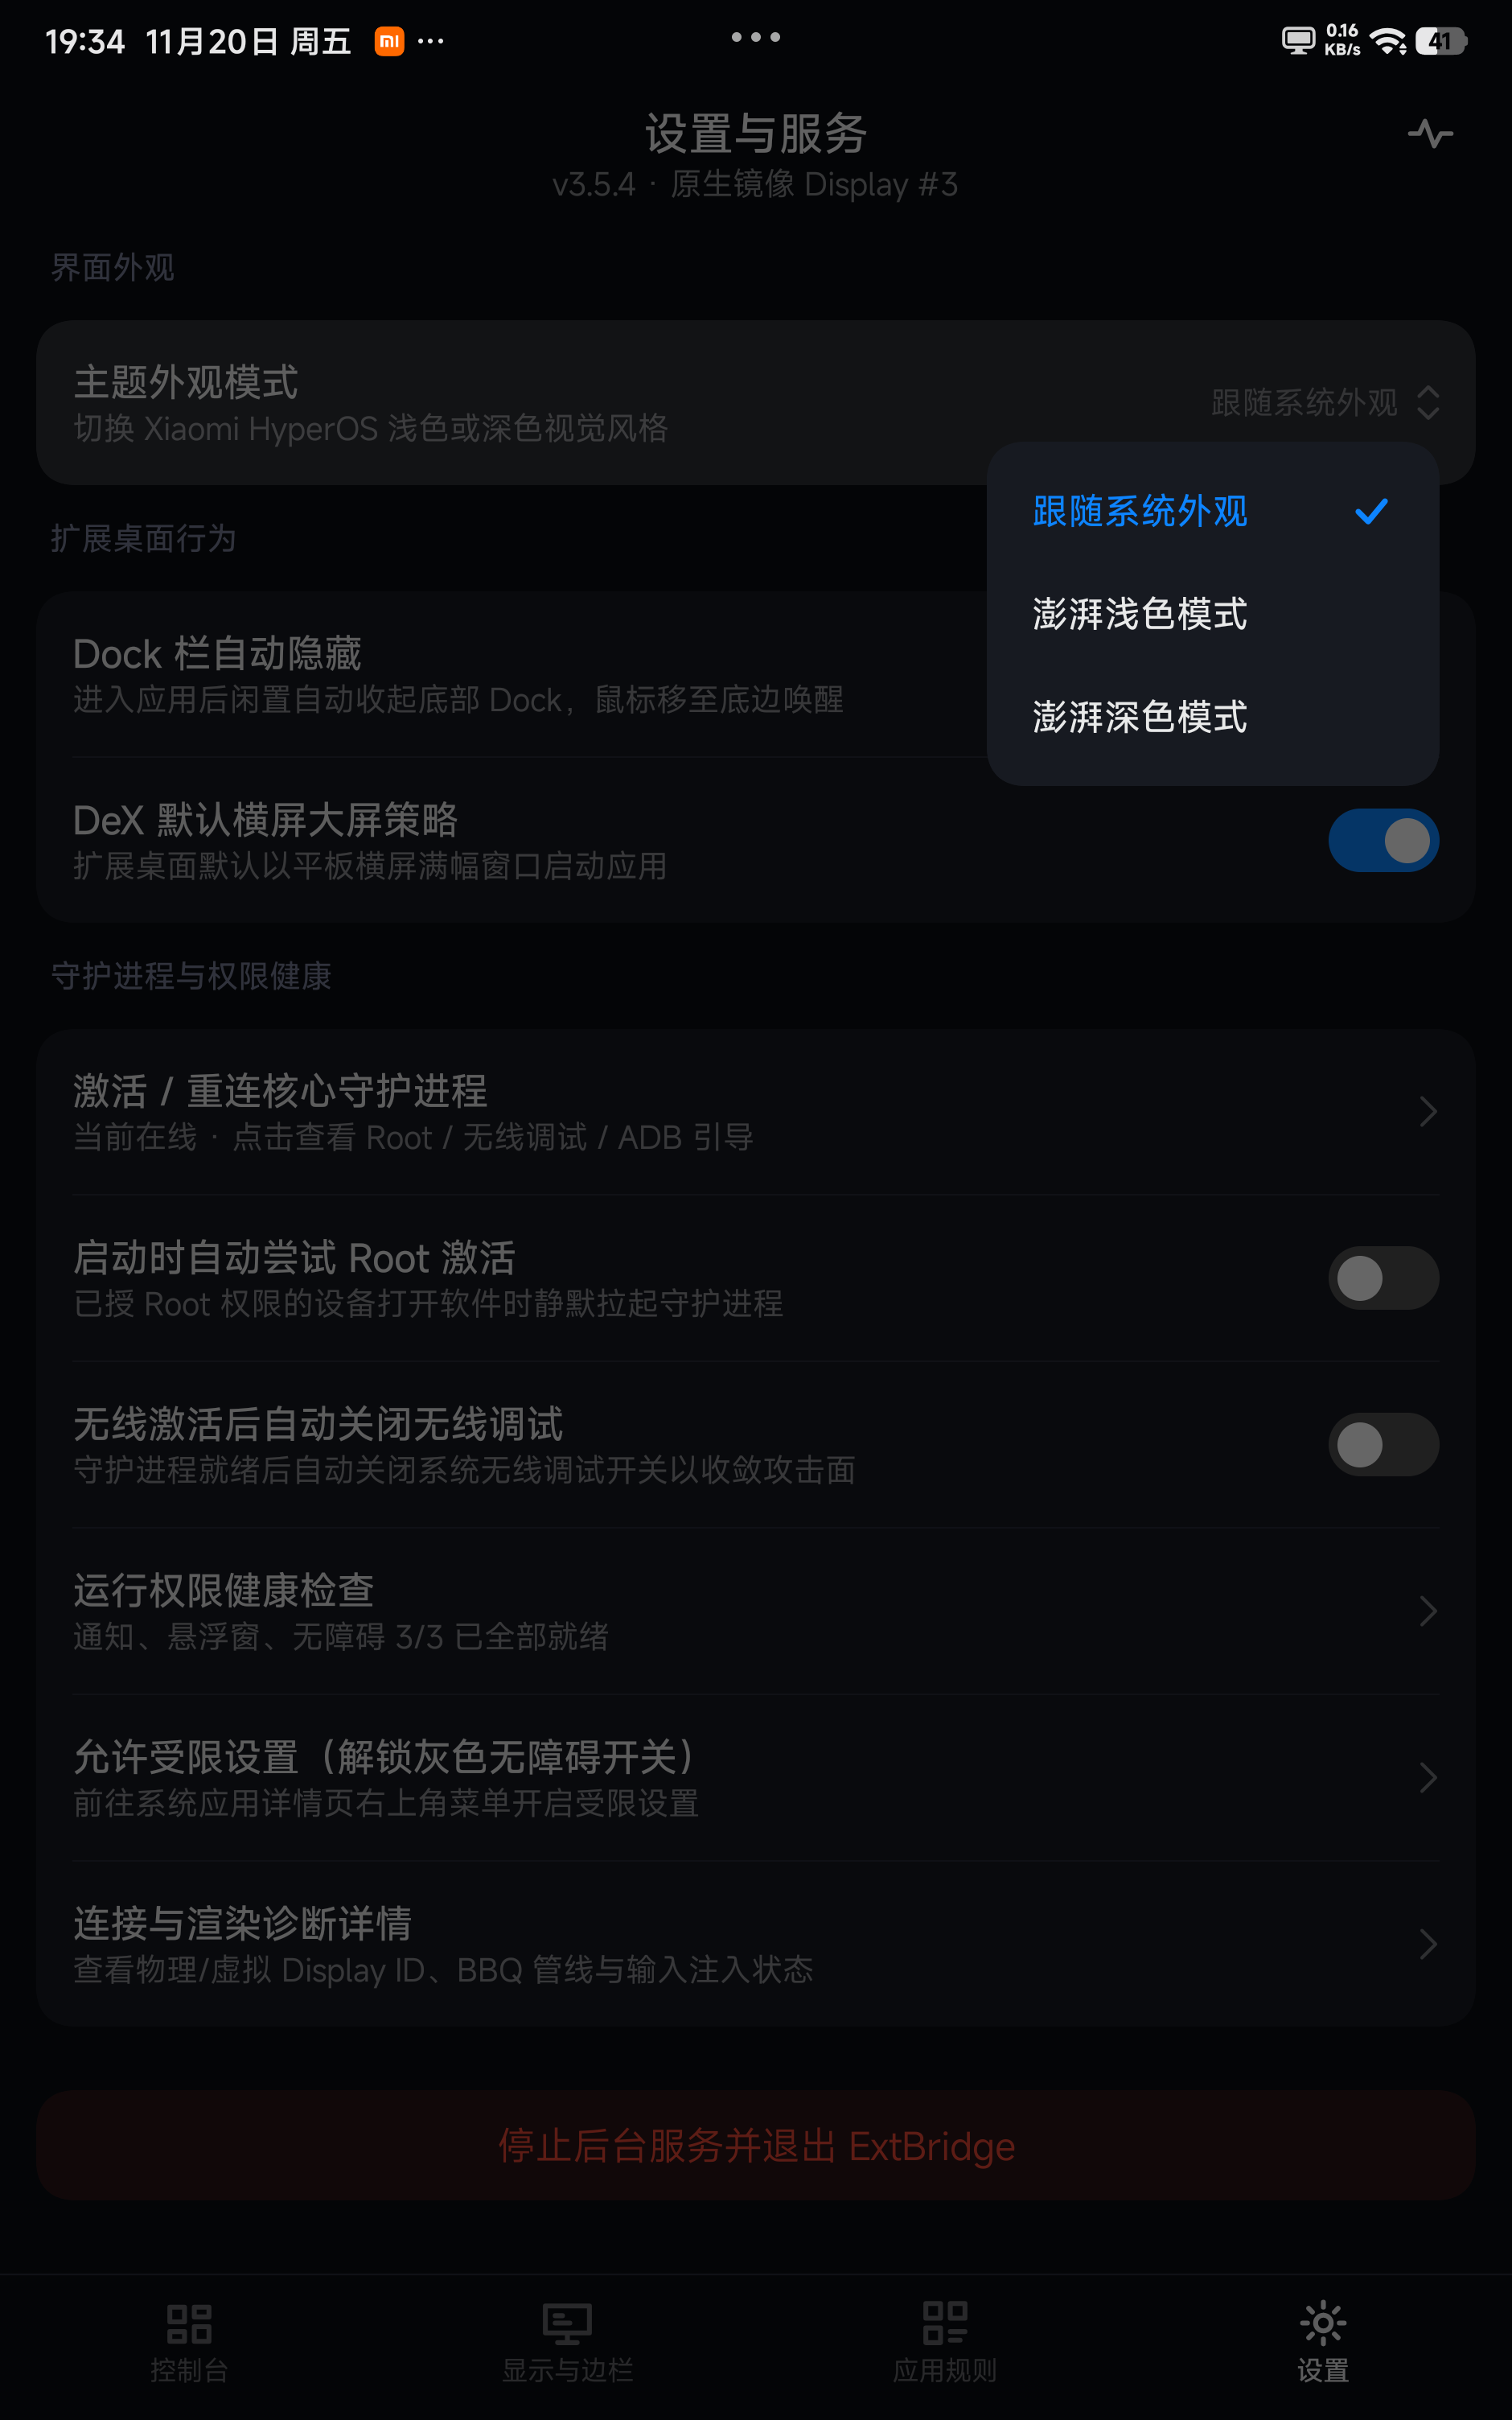 19:34 11月20日 周五 ··· 0.16 KB/s 41
设置与服务
v3.5.4 · 原生镜像 Display #3
界面外观
主题外观模式
切换 Xiaomi HyperOS 浅色或深色视觉风格
跟随系统外观
跟随系统外观
澎湃浅色模式
澎湃深色模式
扩展桌面行为
Dock 栏自动隐藏
进入应用后闲置自动收起底部 Dock，鼠标移至底边唤醒
DeX 默认横屏大屏策略
扩展桌面默认以平板横屏满幅窗口启动应用
守护进程与权限健康
激活 / 重连核心守护进程
当前在线 · 点击查看 Root / 无线调试 / ADB 引导
启动时自动尝试 Root 激活
已授 Root 权限的设备打开软件时静默拉起守护进程
无线激活后自动关闭无线调试
守护进程就绪后自动关闭系统无线调试开关以收敛攻击面
运行权限健康检查
通知、悬浮窗、无障碍 3/3 已全部就绪
允许受限设置（解锁灰色无障碍开关）
前往系统应用详情页右上角菜单开启受限设置
连接与渲染诊断详情
查看物理/虚拟 Display ID、BBQ 管线与输入注入状态
停止后台服务并退出 ExtBridge
控制台
显示与边栏
应用规则
设置